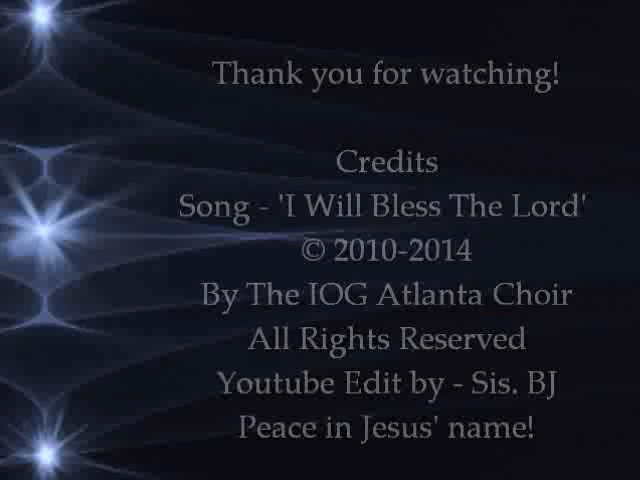 Thank you for watching!
Credits
Song - 'I Will Bless The Lord'
© 2010-2014
By The IOG Atlanta Choir
All Rights Reserved
Youtube Edit by - Sis. BJ
Peace in Jesus' name!